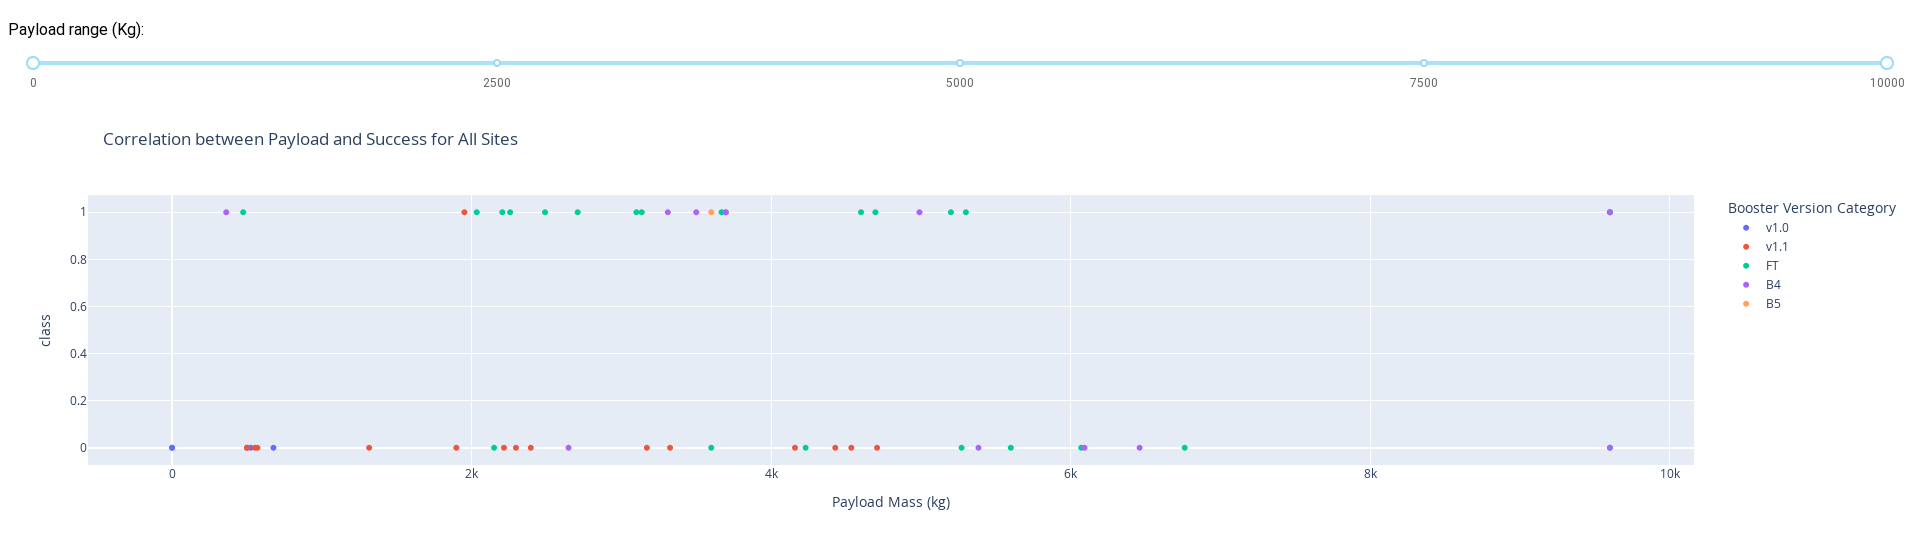 Payload range (Kg):
0 2500 5000 7500 10000
Correlation between Payload and Success for All Sites
1
0.8
0.6
0.4
0.2
0
class
0 2k 4k 6k 8k 10k
Payload Mass (kg)
Booster Version Category
v1.0
v1.1
FT
B4
B5